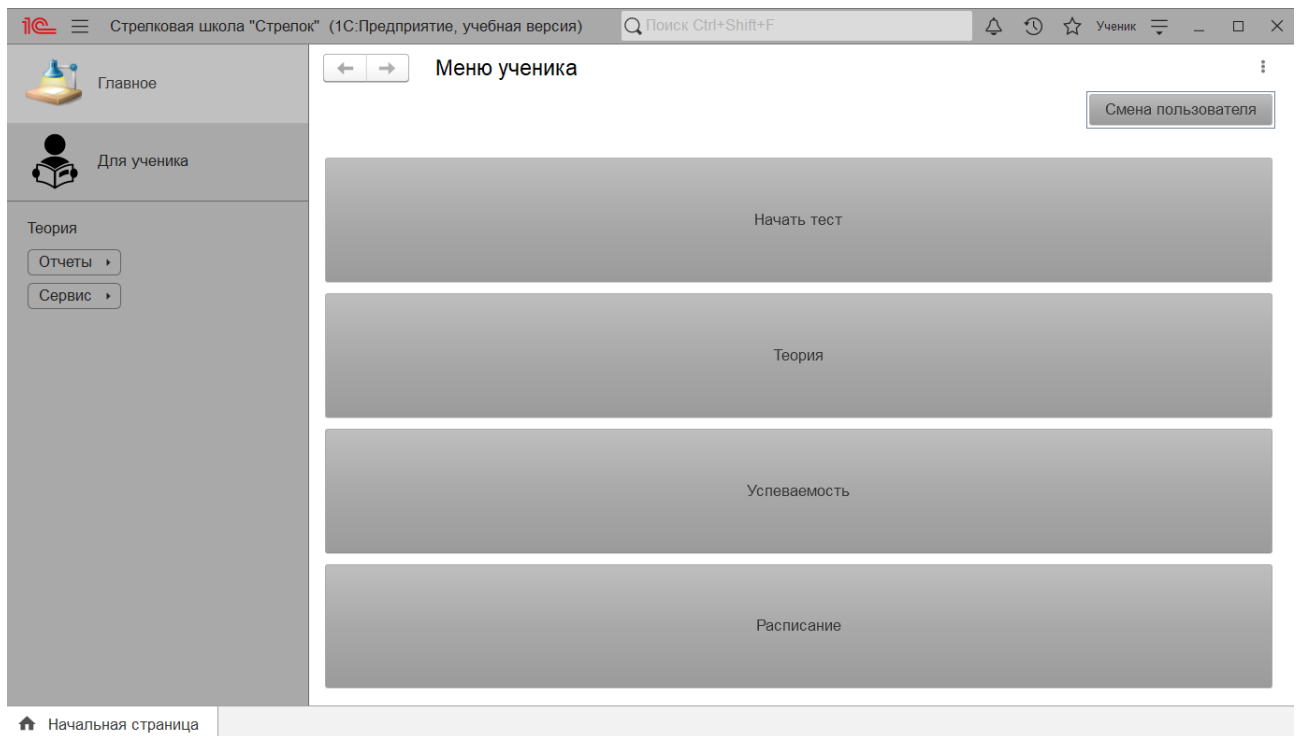 1С Стрелковая школа "Стрелок" (1С:Предприятие, учебная версия) Поиск Ctrl+Shift+F Ученик
Главное
Для ученика
Теория
Отчеты
Сервис
Меню ученика
Смена пользователя
Начать тест
Теория
Успеваемость
Расписание
Начальная страница